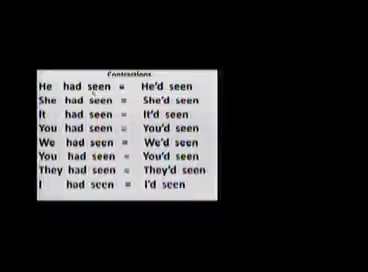 Contractions
He had seen = He'd seen
She had seen = She'd seen
It had seen = It'd seen
You had seen = You'd seen
We had seen = We'd seen
You had seen = You'd seen
They had seen = They'd seen
I had seen = I'd seen